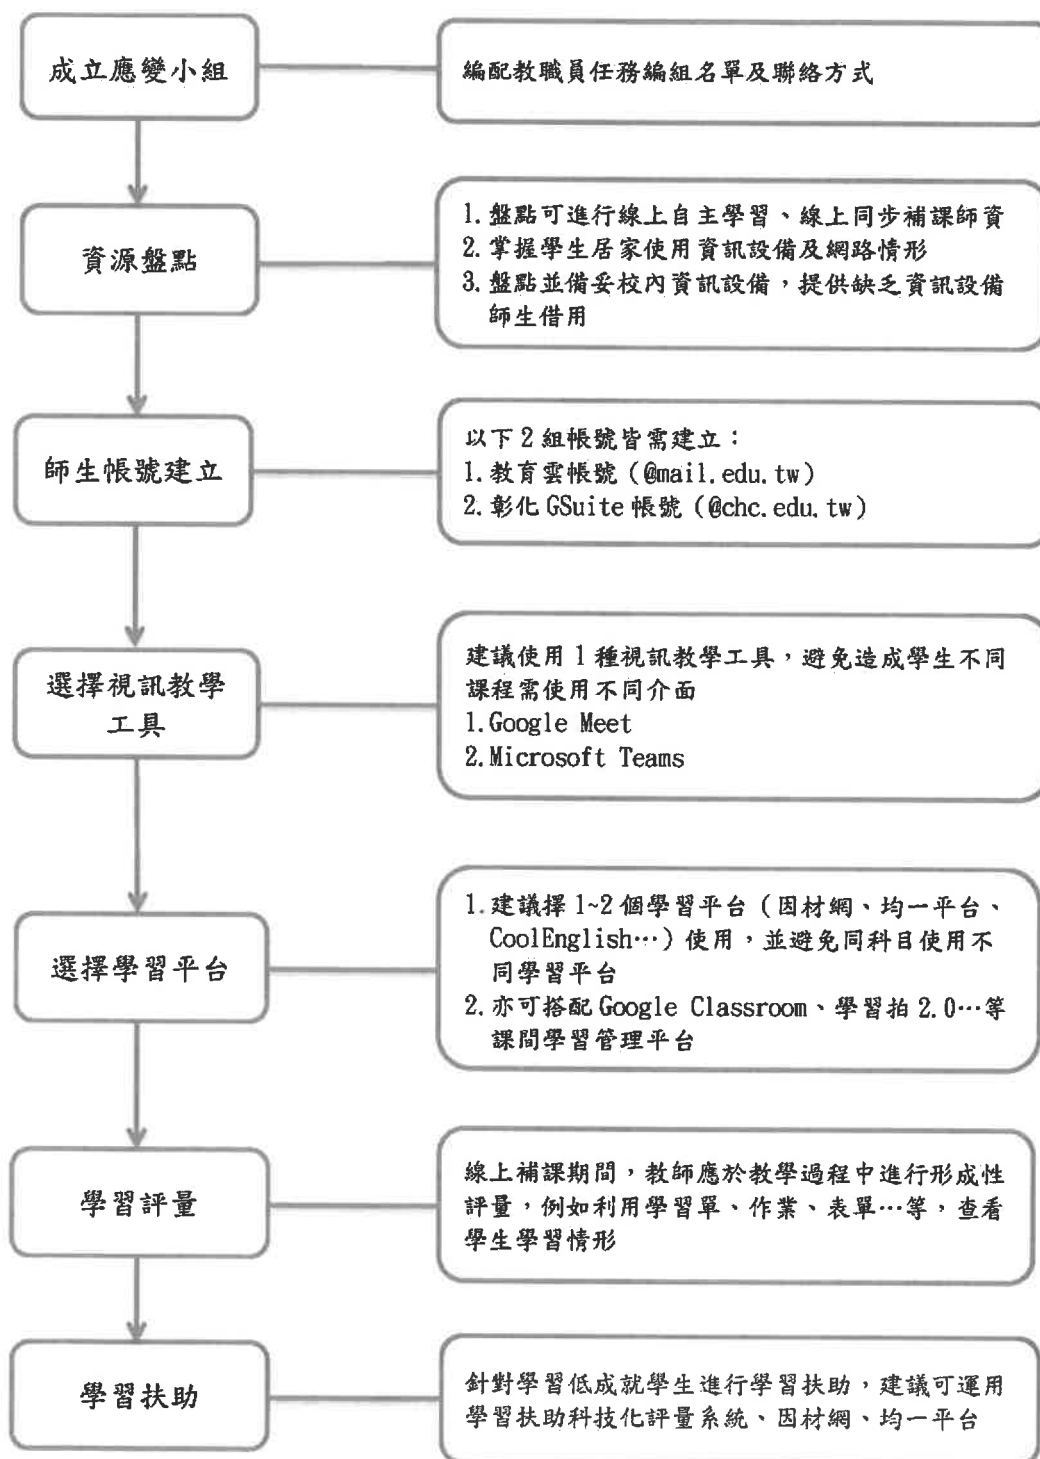 成立應變小組
編配教職員任務編組名單及聯絡方式
資源盤點
1.盤點可進行線上自主學習、線上同步補課師資
2.掌握學生居家使用資訊設備及網路情形
3.盤點並備妥校內資訊設備，提供缺乏資訊設備
師生借用
師生帳號建立
以下2組帳號皆需建立：
1.教育雲帳號（@mail.edu.tw）
2.彰化GSuite帳號（@chc.edu.tw）
選擇視訊教學
工具
建議使用1種視訊教學工具，避免造成學生不同
課程需使用不同介面
1.Google Meet
2.Microsoft Teams
選擇學習平台
1.建議擇1~2個學習平台（因材網、均一平台、
CoolEnglish…）使用，並避免同科目使用不
同學習平台
2.亦可搭配Google Classroom、學習拍2.0…等
課間學習管理平台
學習評量
線上補課期間，教師應於教學過程中進行形成性
評量，例如利用學習單、作業、表單…等，查看
學生學習情形
學習扶助
針對學習低成就學生進行學習扶助，建議可運用
學習扶助科技化評量系統、因材網、均一平台